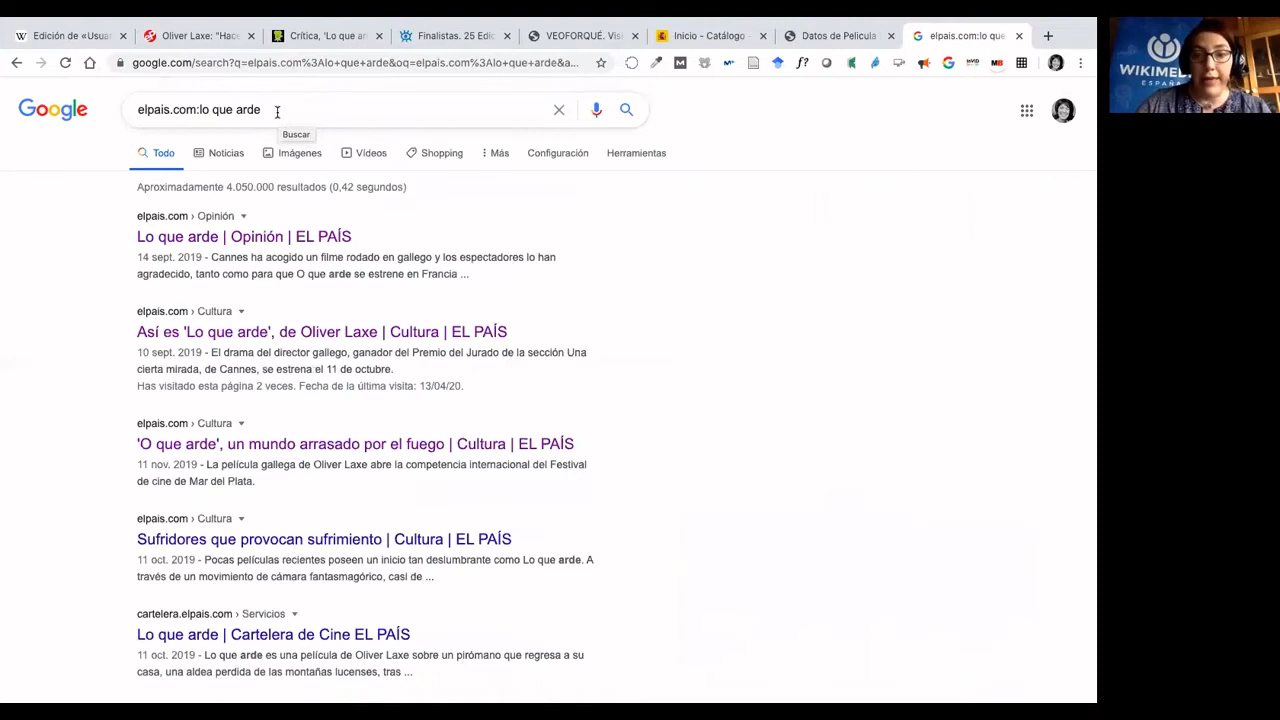 Edición de «Usuar
Oliver Laxe: "Hace
Crítica, 'Lo que ar
Finalistas. 25 Edic
VEOFORQUÉ. Vis
Inicio - Catálogo
Datos de Pelicula
elpais.com:lo que
google.com/search?q=elpais.com%3Alo+que+arde&oq=elpais.com%3Alo+que+arde&a...
Google
elpais.com:lo que arde
Buscar
Todo
Noticias
Imágenes
Vídeos
Shopping
Más
Configuración
Herramientas
Aproximadamente 4.050.000 resultados (0,42 segundos)
elpais.com › Opinión
Lo que arde | Opinión | EL PAÍS
14 sept. 2019 - Cannes ha acogido un filme rodado en gallego y los espectadores lo han
agradecido, tanto como para que O que arde se estrene en Francia ...
elpais.com › Cultura
Así es 'Lo que arde', de Oliver Laxe | Cultura | EL PAÍS
10 sept. 2019 - El drama del director gallego, ganador del Premio del Jurado de la sección Una
cierta mirada, de Cannes, se estrena el 11 de octubre.
Has visitado esta página 2 veces. Fecha de la última visita: 13/04/20.
elpais.com › Cultura
'O que arde', un mundo arrasado por el fuego | Cultura | EL PAÍS
11 nov. 2019 - La película gallega de Oliver Laxe abre la competencia internacional del Festival
de cine de Mar del Plata.
elpais.com › Cultura
Sufridores que provocan sufrimiento | Cultura | EL PAÍS
11 oct. 2019 - Pocas películas recientes poseen un inicio tan deslumbrante como Lo que arde. A
través de un movimiento de cámara fantasmagórico, casi de ...
cartelera.elpais.com › Servicios
Lo que arde | Cartelera de Cine EL PAÍS
11 oct. 2019 - Lo que arde es una película de Oliver Laxe sobre un pirómano que regresa a su
casa, una aldea perdida de las montañas lucenses, tras ...
WIKIMED
ESPAÑA